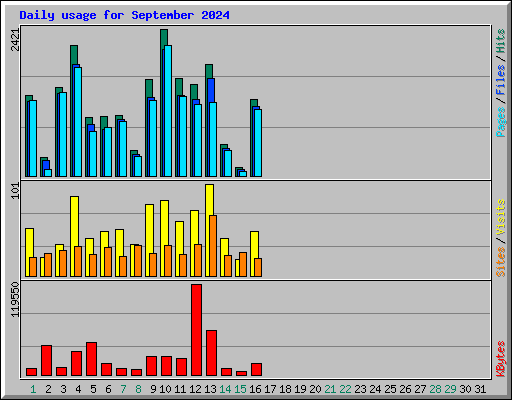 Daily usage for September 2024
2421
Pages / Files / Hits
101
Sites / Visits
119550
KBytes
1 2 3 4 5 6 7 8 9 10 11 12 13 14 15 16 17 18 19 20 21 22 23 24 25 26 27 28 29 30 31